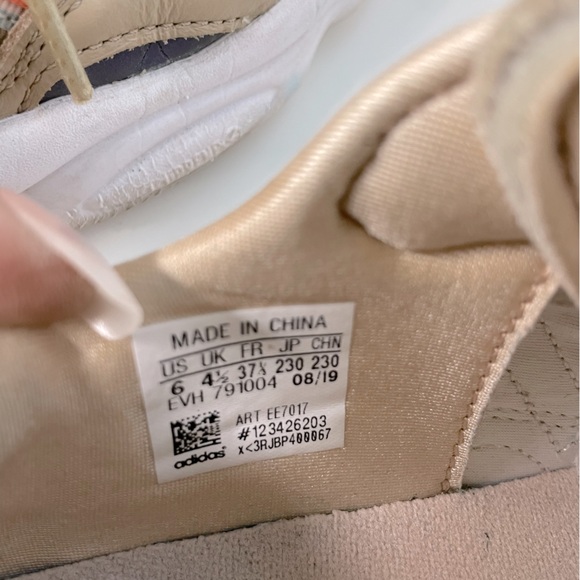 MADE IN CHINA
US UK FR JP CHN
6 4½ 37⅓ 230 230
EVH 791004 08/19
ART EE7017
#123426203
x<3RJBP400067
adidas